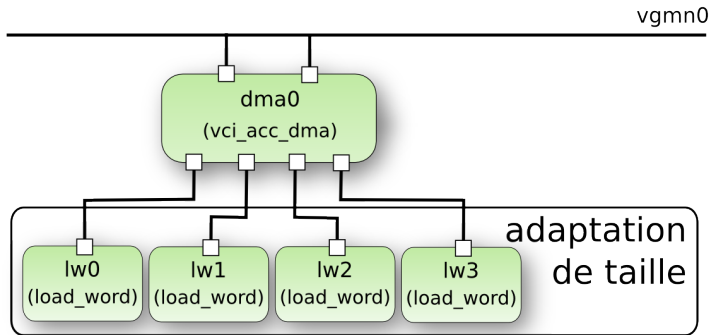 vgmn0
dma0
(vci_acc_dma)
adaptation
de taille
lw0
(load_word)
lw1
(load_word)
lw2
(load_word)
lw3
(load_word)